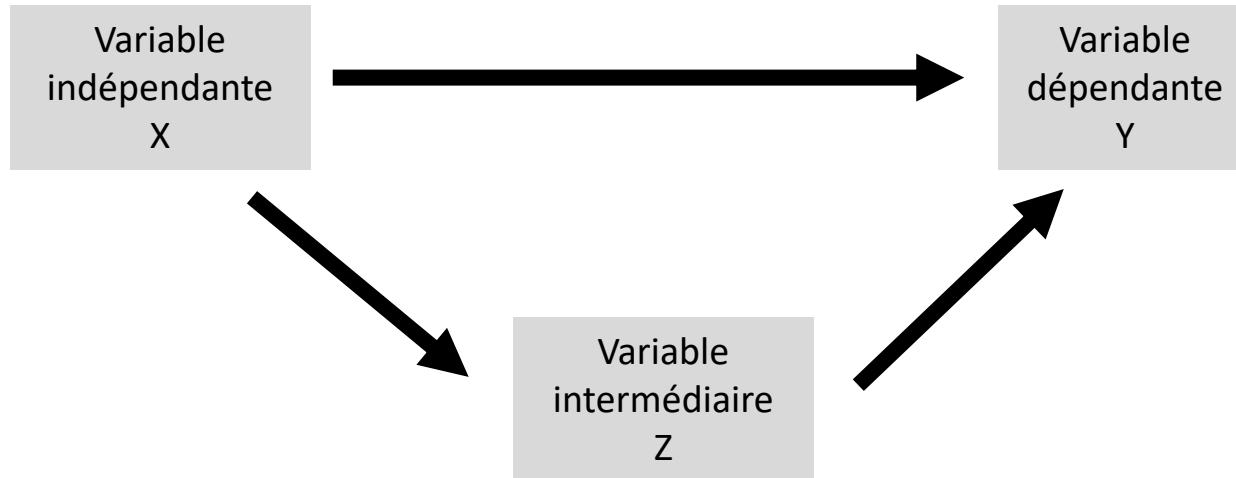 Variable
indépendante
X
Variable
dépendante
Y
Variable
intermédiaire
Z